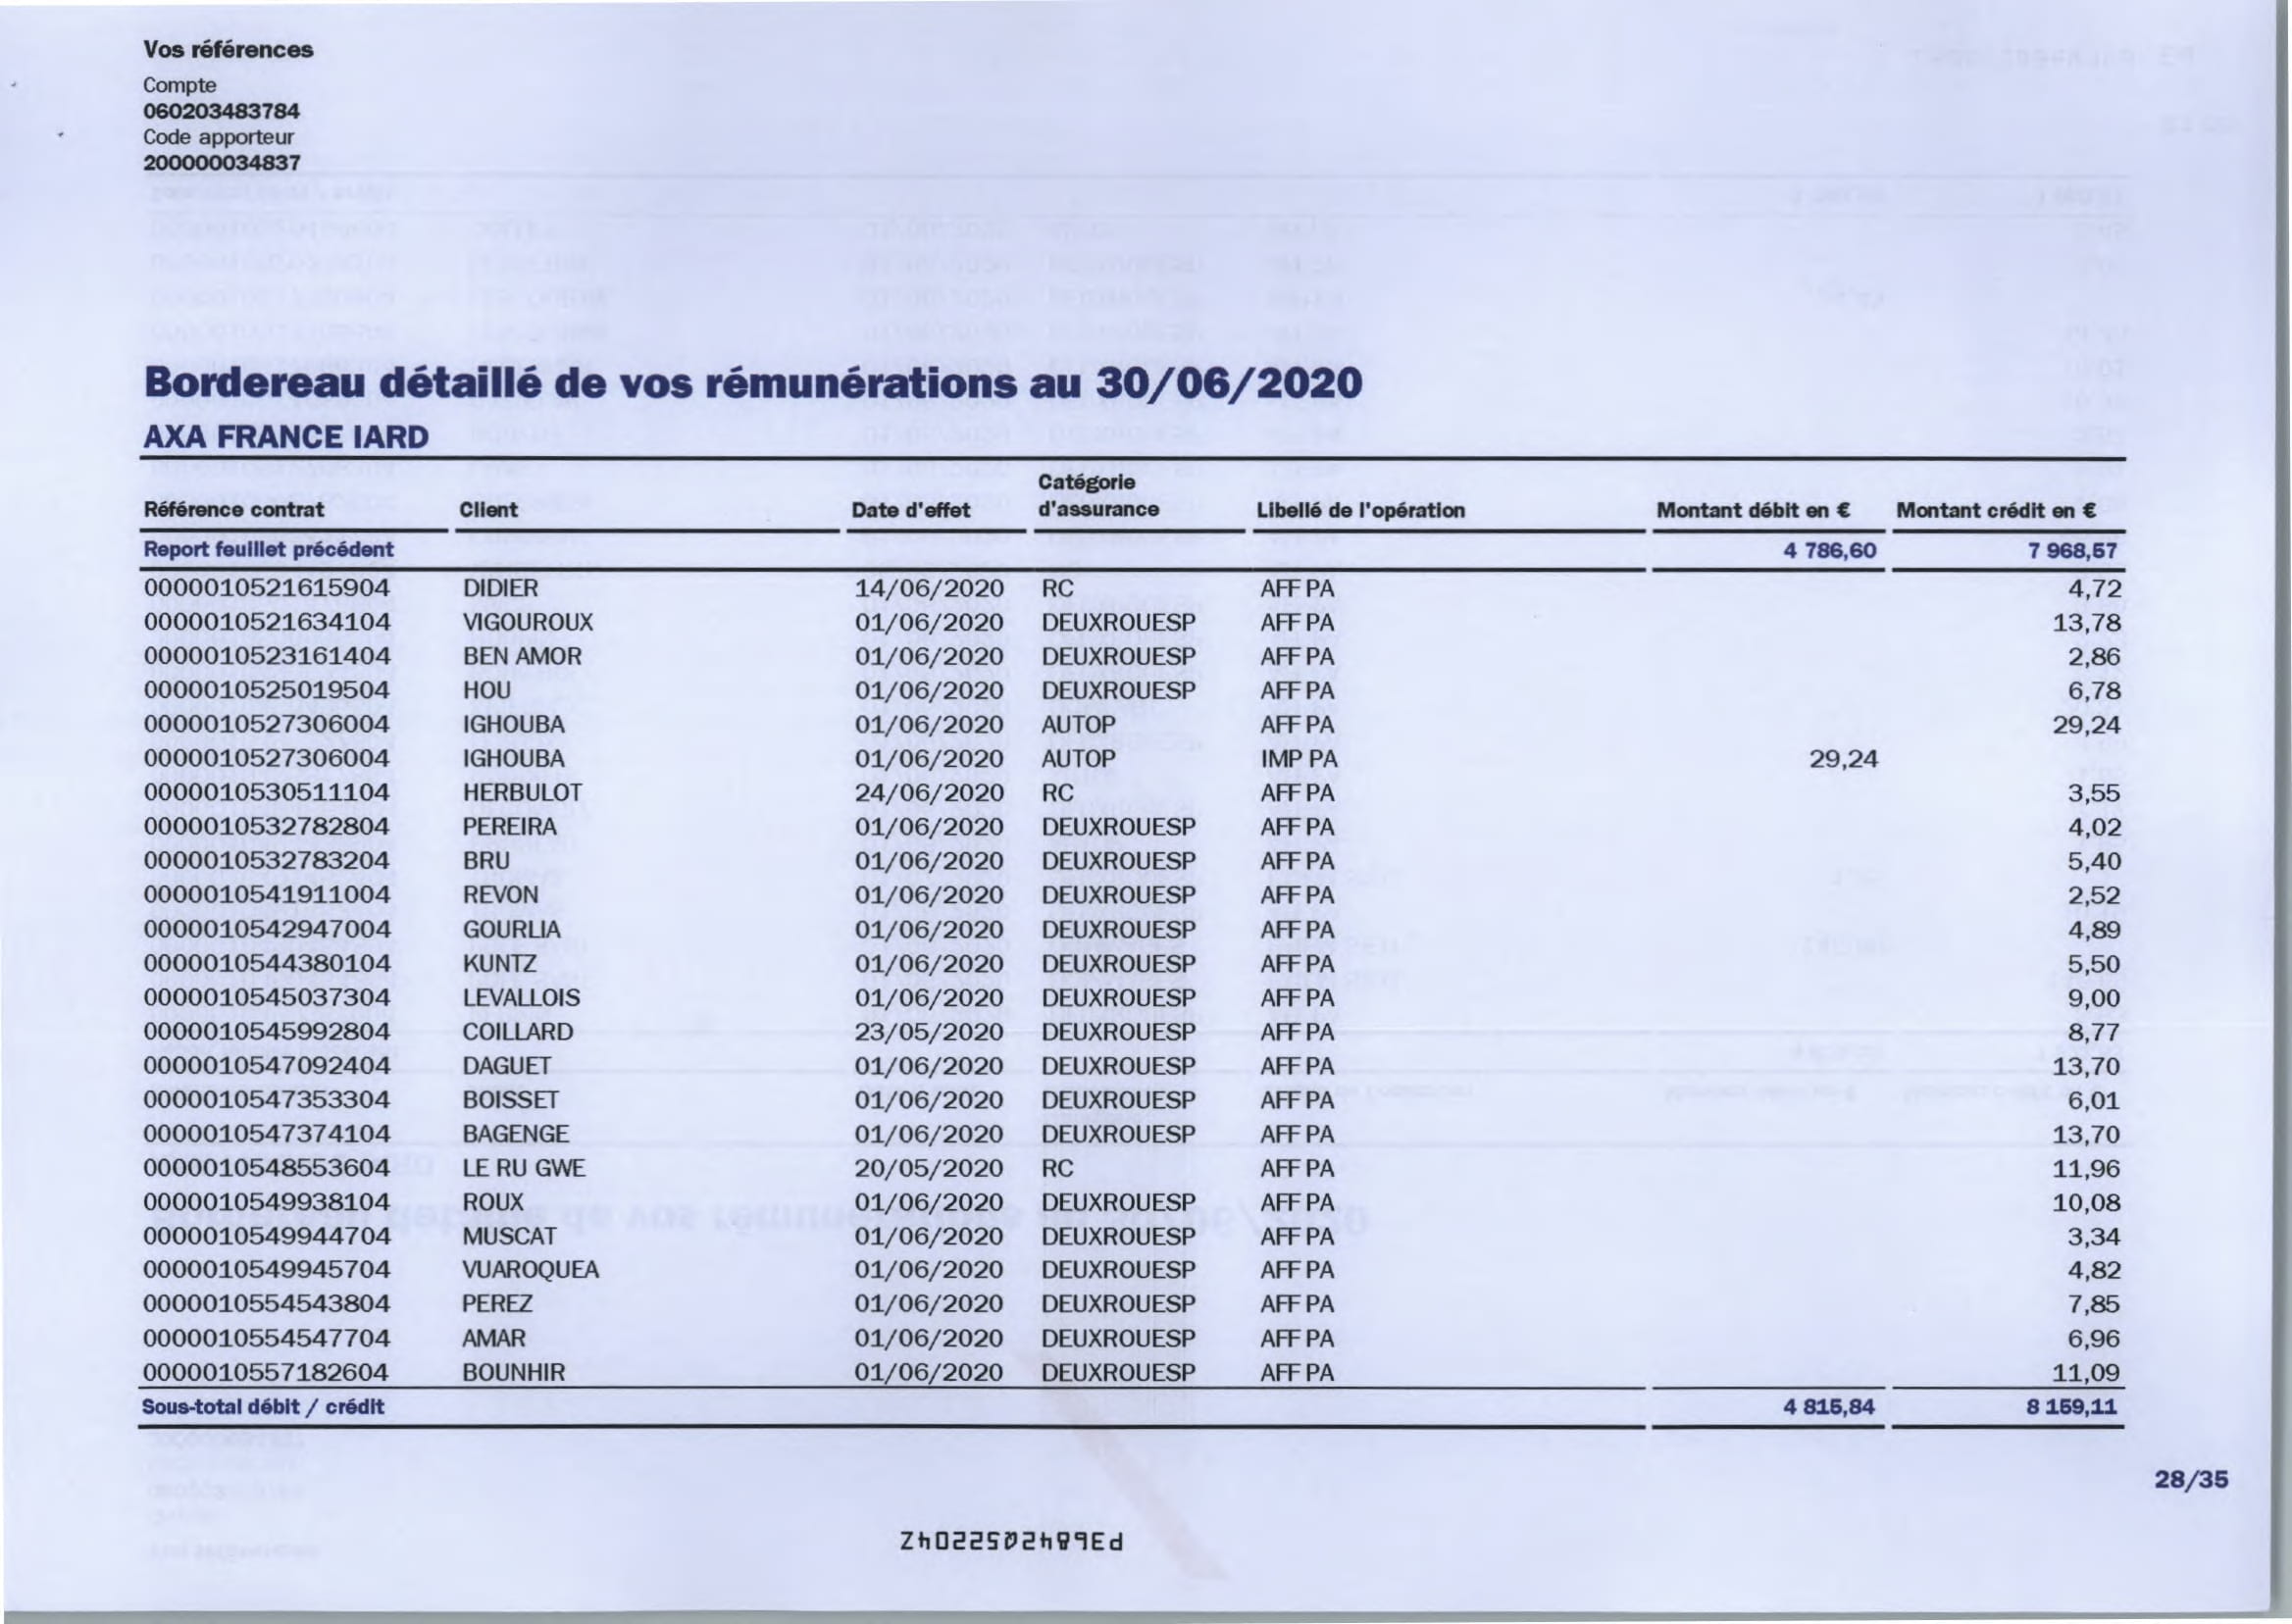 Vos références
Compte
060203483784
Code apporteur
200000034837
Bordereau détaillé de vos rémunérations au 30/06/2020
AXA FRANCE IARD
Référence contrat Client Date d'effet Catégorie d'assurance Libellé de l'opération Montant débit en € Montant crédit en €
Report feuillet précédent 4 786,60 7 968,57
0000010521615904 DIDIER 14/06/2020 RC AFF PA 4,72
0000010521634104 VIGOUROUX 01/06/2020 DEUXROUESP AFF PA 13,78
0000010523161404 BEN AMOR 01/06/2020 DEUXROUESP AFF PA 2,86
0000010525019504 HOU 01/06/2020 DEUXROUESP AFF PA 6,78
0000010527306004 IGHOUBA 01/06/2020 AUTOP AFF PA 29,24
0000010527306004 IGHOUBA 01/06/2020 AUTOP IMP PA 29,24
0000010530511104 HERBULOT 24/06/2020 RC AFF PA 3,55
0000010532782804 PEREIRA 01/06/2020 DEUXROUESP AFF PA 4,02
0000010532783204 BRU 01/06/2020 DEUXROUESP AFF PA 5,40
0000010541911004 REVON 01/06/2020 DEUXROUESP AFF PA 2,52
0000010542947004 GOURLIA 01/06/2020 DEUXROUESP AFF PA 4,89
0000010544380104 KUNTZ 01/06/2020 DEUXROUESP AFF PA 5,50
0000010545037304 LEVALLOIS 01/06/2020 DEUXROUESP AFF PA 9,00
0000010545992804 COILLARD 23/05/2020 DEUXROUESP AFF PA 8,77
0000010547092404 DAGUET 01/06/2020 DEUXROUESP AFF PA 13,70
0000010547353304 BOISSET 01/06/2020 DEUXROUESP AFF PA 6,01
0000010547374104 BAGENGE 01/06/2020 DEUXROUESP AFF PA 13,70
0000010548553604 LE RU GWE 20/05/2020 RC AFF PA 11,96
0000010549938104 ROUX 01/06/2020 DEUXROUESP AFF PA 10,08
0000010549944704 MUSCAT 01/06/2020 DEUXROUESP AFF PA 3,34
0000010549945704 VUAROQUEA 01/06/2020 DEUXROUESP AFF PA 4,82
0000010554543804 PEREZ 01/06/2020 DEUXROUESP AFF PA 7,85
0000010554547704 AMAR 01/06/2020 DEUXROUESP AFF PA 6,96
0000010557182604 BOUNHIR 01/06/2020 DEUXROUESP AFF PA 11,09
Sous-total débit / crédit 4 815,84 8 159,11
28/35